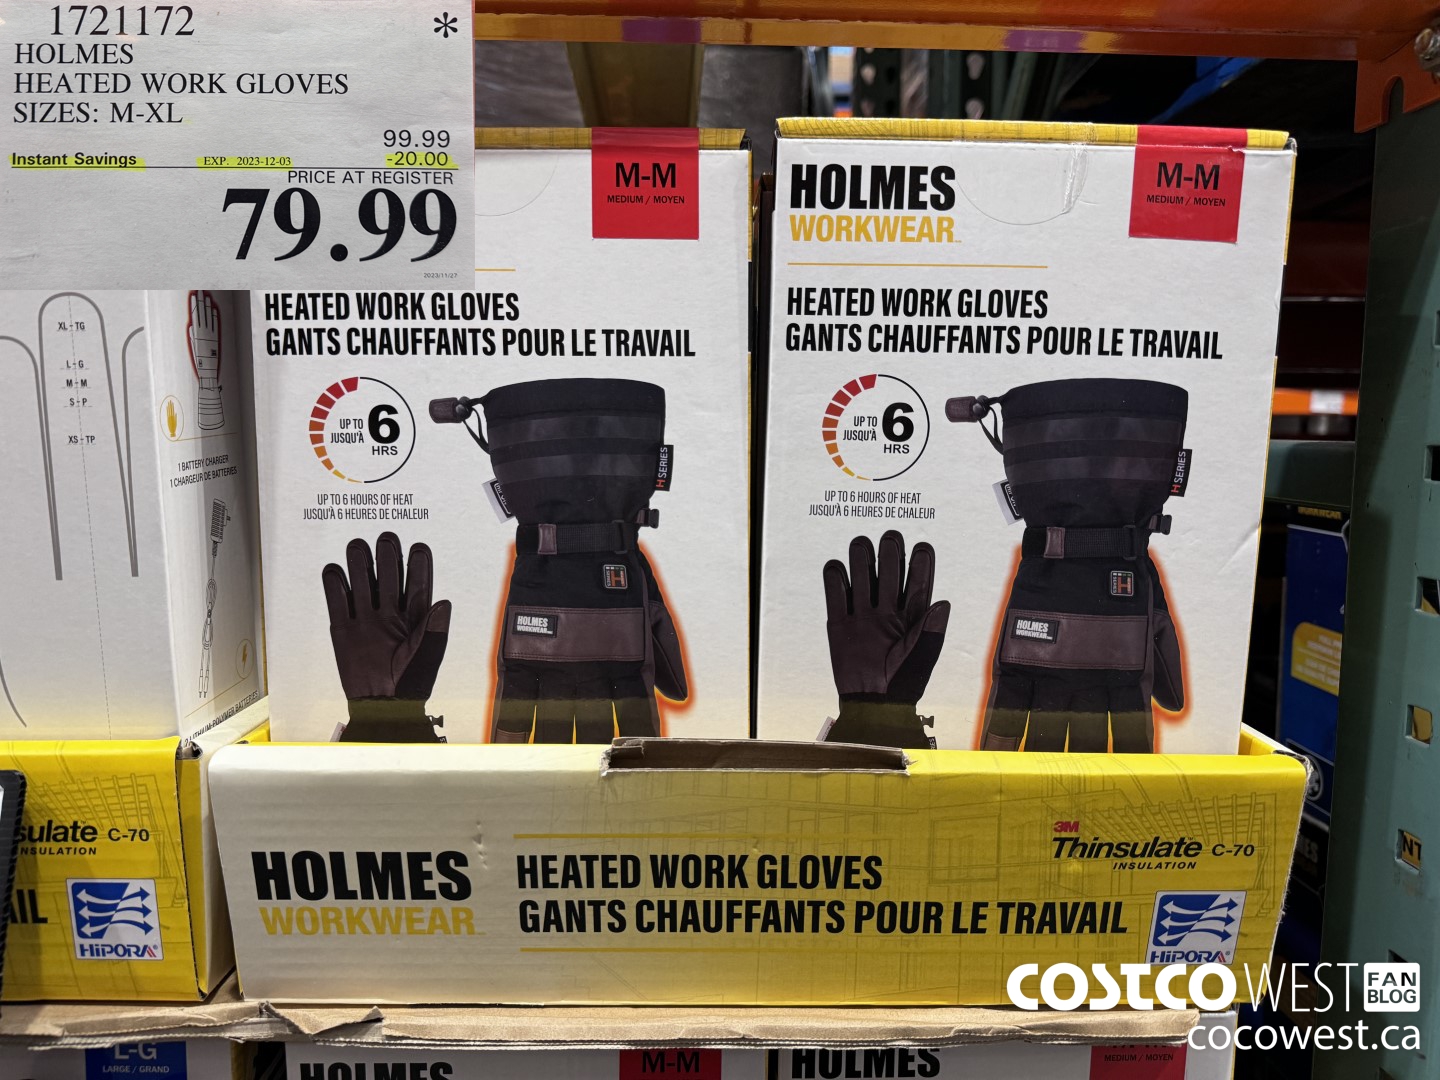 1721172 *
HOLMES
HEATED WORK GLOVES
SIZES: M-XL
99.99
Instant Savings EXP. 2023-12-03 -20.00
PRICE AT REGISTER
79.99
2023/11/27
M-M
MEDIUM / MOYEN
HEATED WORK GLOVES
GANTS CHAUFFANTS POUR LE TRAVAIL
UP TO
JUSQU'À
6
HRS
UP TO 6 HOURS OF HEAT
JUSQU'À 6 HEURES DE CHALEUR
H SERIES
HOLMES
WORKWEAR
M-M
MEDIUM / MOYEN
HOLMES
WORKWEAR
HEATED WORK GLOVES
GANTS CHAUFFANTS POUR LE TRAVAIL
UP TO
JUSQU'À
6
HRS
UP TO 6 HOURS OF HEAT
JUSQU'À 6 HEURES DE CHALEUR
H SERIES
HOLMES
WORKWEAR
XL - TG
L - G
M - M
S - P
XS - TP
1 BATTERY CHARGER
1 CHARGEUR DE BATTERIES
2 LITHIUM-POLYMER BATTERIES
sulate C-70
NSULATION
AIL
HiPORA®
HOLMES
WORKWEAR
HEATED WORK GLOVES
GANTS CHAUFFANTS POUR LE TRAVAIL
3M
Thinsulate C-70
INSULATION
HiPORA
COSTCO WEST FAN BLOG
cocowest.ca
L-G
LARGE / GRAND
HOLMES
M-M
HOLMES
MEDIUM / MOYEN